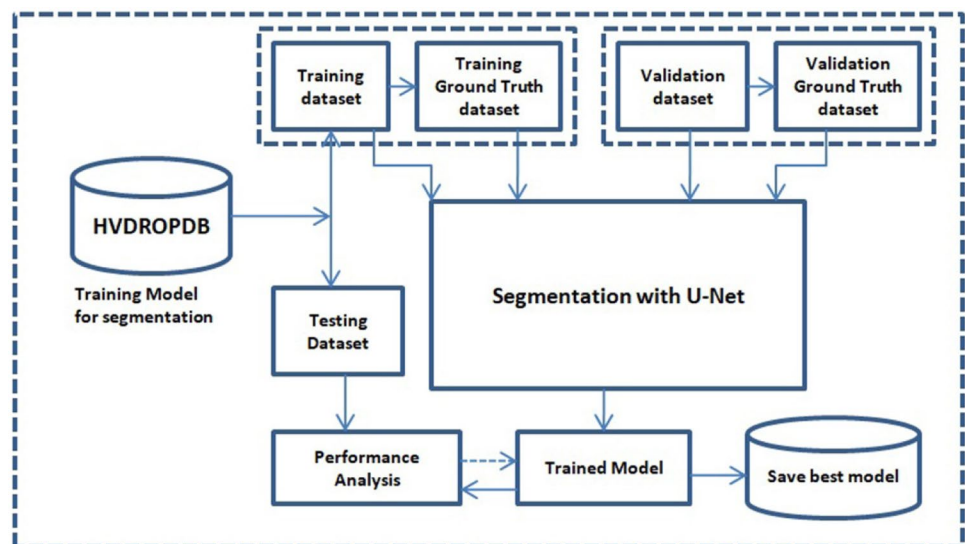 Training
dataset
Training
Ground Truth
dataset
Validation
dataset
Validation
Ground Truth
dataset
HVDROPDB
Training Model
for segmentation
Segmentation with U-Net
Testing
Dataset
Performance
Analysis
Trained Model
Save best model